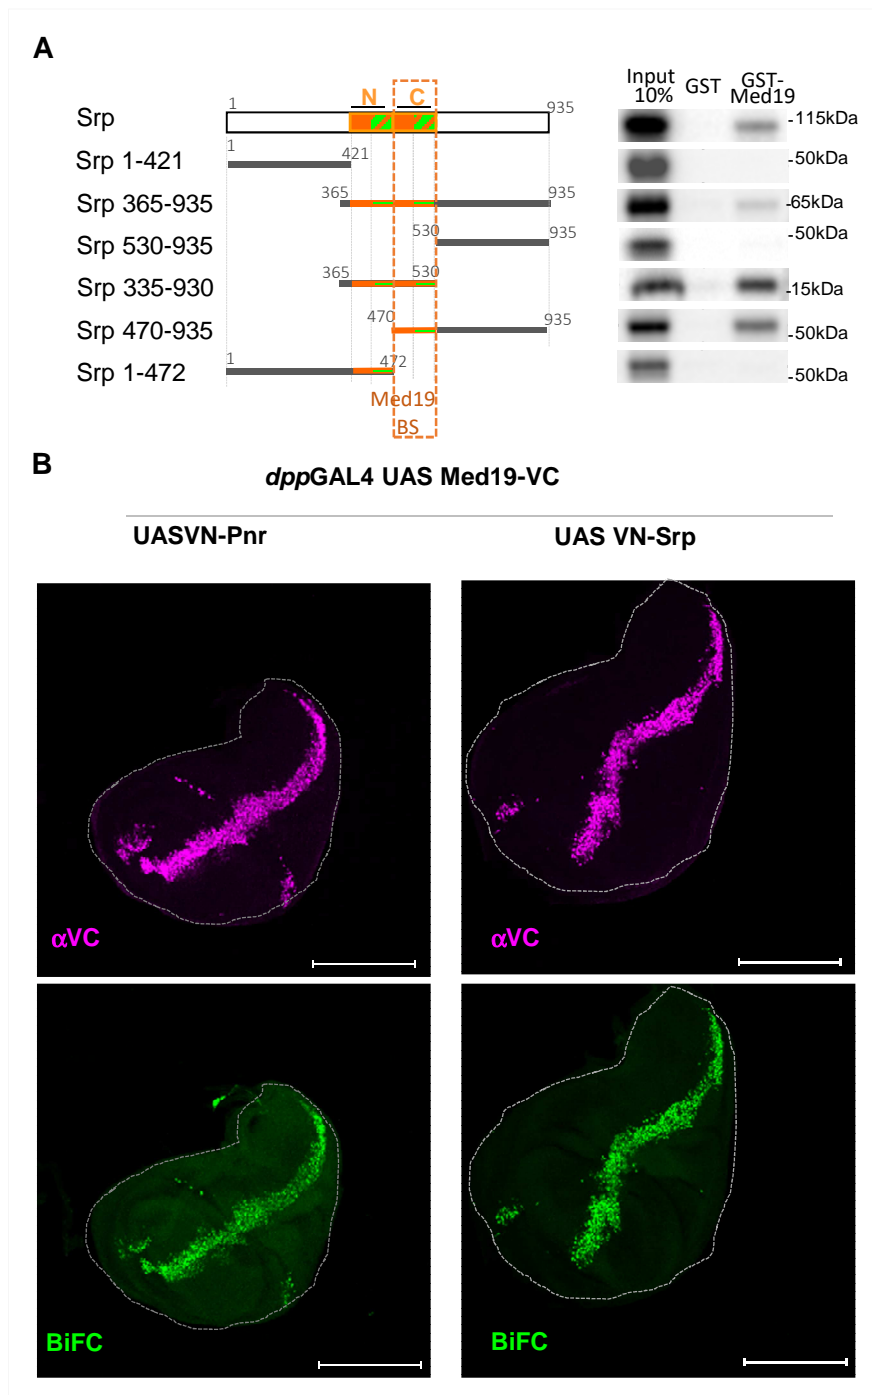 A
Input 10% GST GST-Med19
N C
1 935
Srp -115kDa
1 421
Srp 1-421 -50kDa
365 935
Srp 365-935 -65kDa
530 935
Srp 530-935 -50kDa
365 530
Srp 335-930 -15kDa
470 935
Srp 470-935 -50kDa
1 472
Srp 1-472 -50kDa
Med19
BS
B
dppGAL4 UAS Med19-VC
UASVN-Pnr UAS VN-Srp
αVC αVC
BiFC BiFC